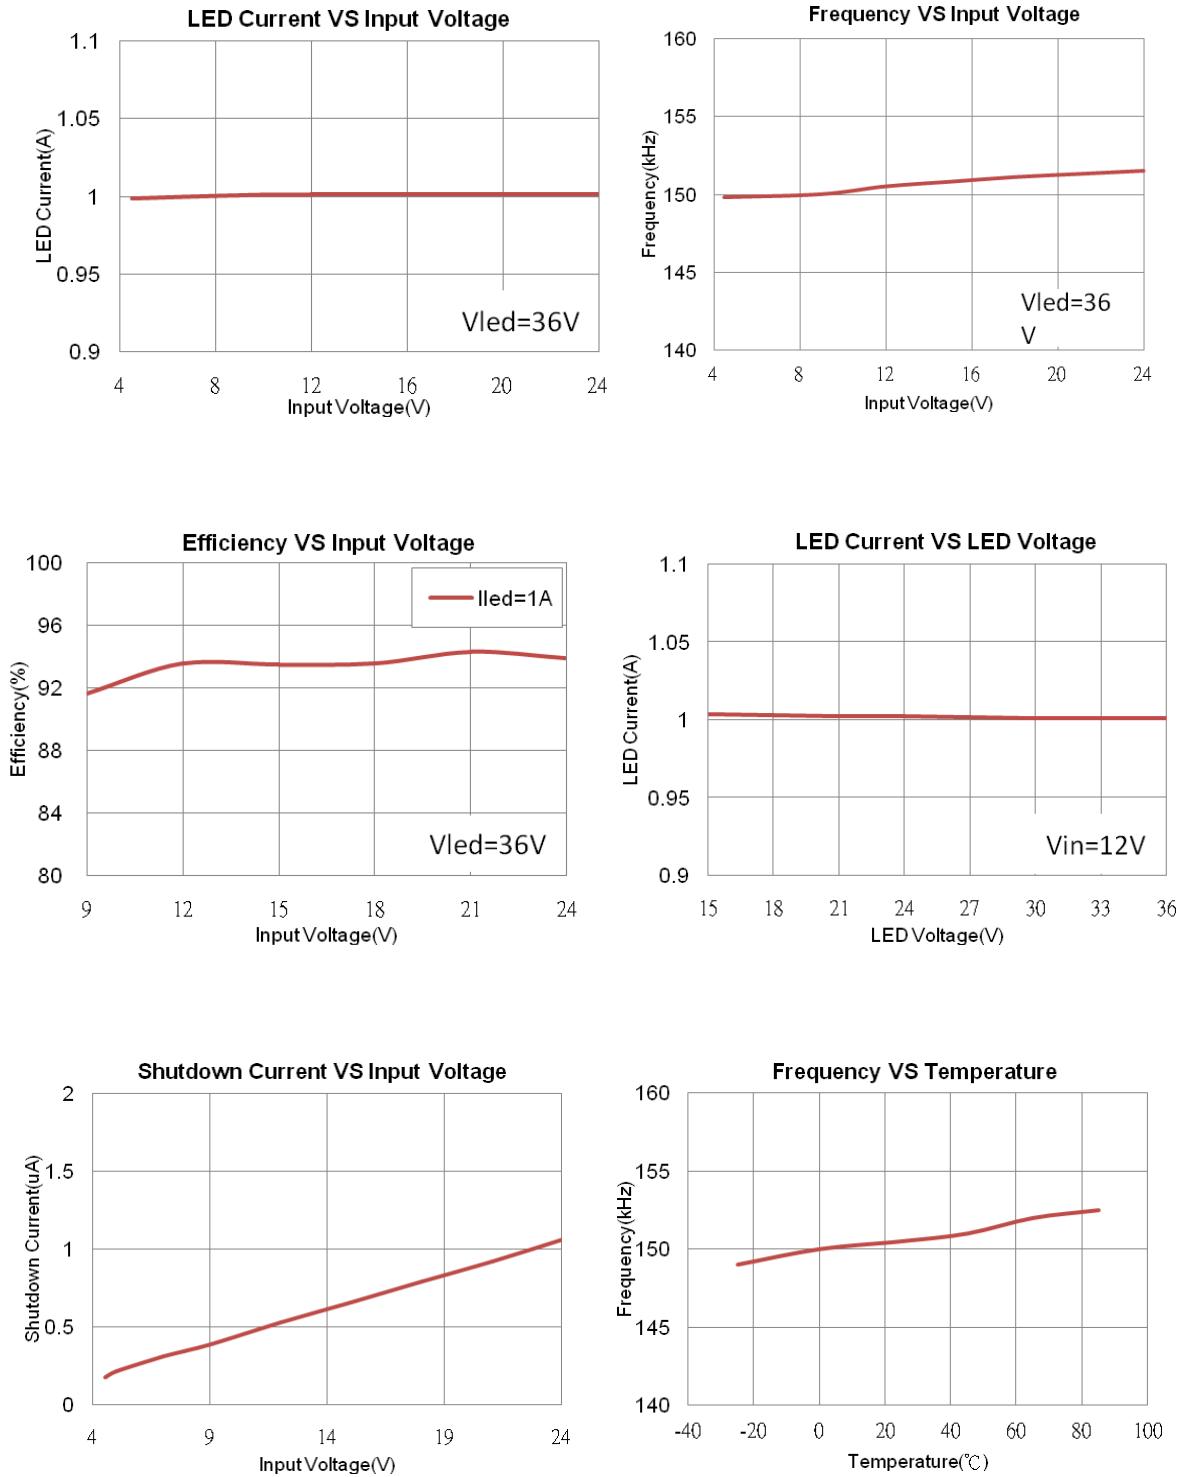 LED Current VS Input Voltage
1.1
1.05
1
0.95
0.9
LED Current(A)
Vled=36V
4 8 12 16 20 24
Input Voltage(V)
Frequency VS Input Voltage
160
155
150
145
140
Frequency(kHz)
Vled=36
V
4 8 12 16 20 24
Input Voltage(V)
Efficiency VS Input Voltage
100
96
92
88
84
80
Efficiency(%)
Iled=1A
Vled=36V
9 12 15 18 21 24
Input Voltage(V)
LED Current VS LED Voltage
1.1
1.05
1
0.95
0.9
LED Current(A)
Vin=12V
15 18 21 24 27 30 33 36
LED Voltage(V)
Shutdown Current VS Input Voltage
2
1.5
1
0.5
0
Shutdown Current(uA)
4 9 14 19 24
Input Voltage(V)
Frequency VS Temperature
160
155
150
145
140
Frequency(kHz)
-40 -20 0 20 40 60 80 100
Temperature(℃)